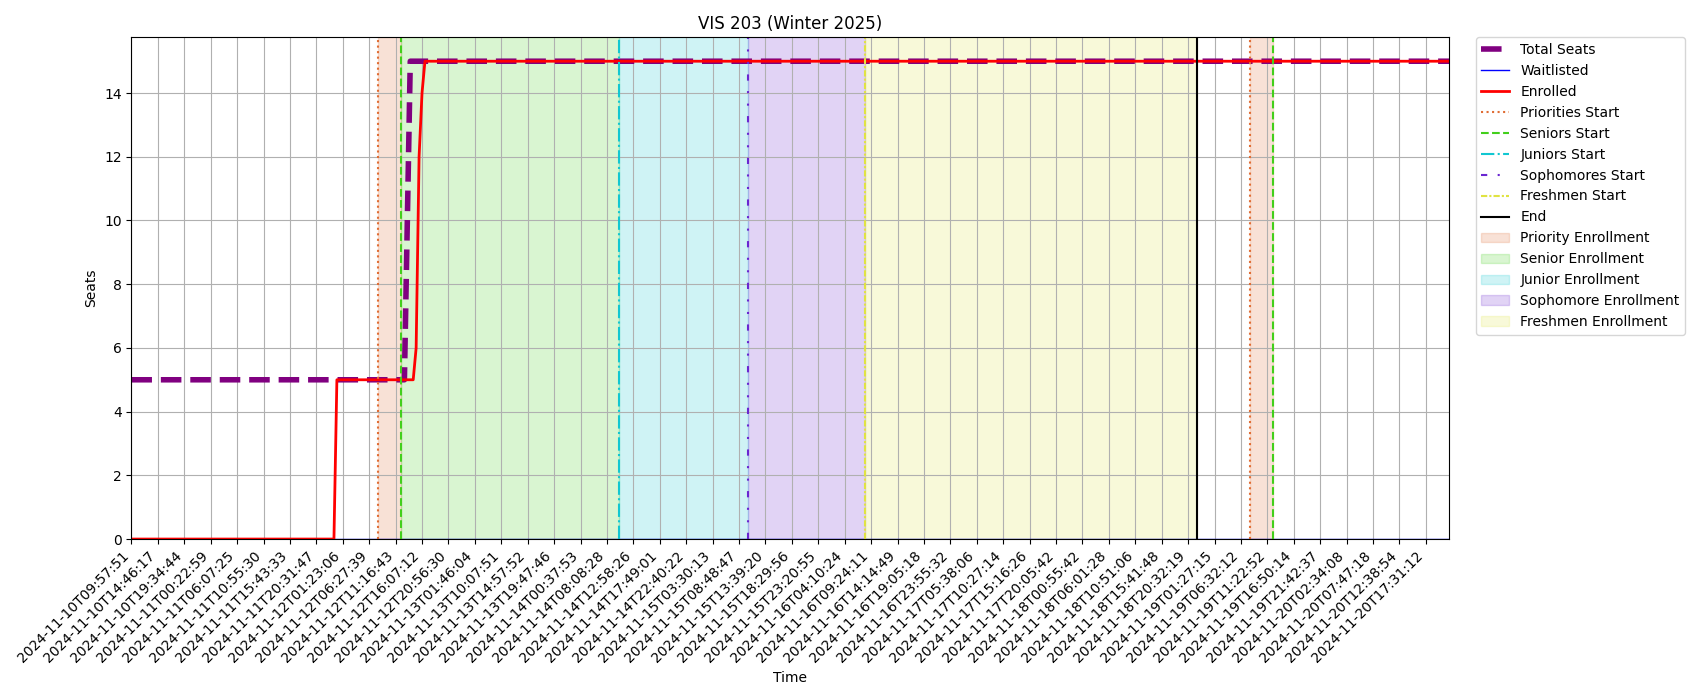 VIS 203 (Winter 2025)
Total Seats
Waitlisted
Enrolled
Priorities Start
Seniors Start
Juniors Start
Sophomores Start
Freshmen Start
End
Priority Enrollment
Senior Enrollment
Junior Enrollment
Sophomore Enrollment
Freshmen Enrollment
Seats
14
12
10
8
6
4
2
0
2024-11-10T09:57:51
2024-11-10T14:46:17
2024-11-10T19:34:44
2024-11-11T00:22:59
2024-11-11T06:07:25
2024-11-11T10:55:30
2024-11-11T15:43:33
2024-11-11T20:31:47
2024-11-12T01:23:06
2024-11-12T06:27:39
2024-11-12T11:16:43
2024-11-12T16:07:12
2024-11-12T20:56:30
2024-11-13T01:46:04
2024-11-13T10:07:51
2024-11-13T14:57:52
2024-11-13T19:47:46
2024-11-14T00:37:53
2024-11-14T08:08:28
2024-11-14T12:58:26
2024-11-14T17:49:01
2024-11-14T22:40:22
2024-11-15T03:30:13
2024-11-15T08:48:47
2024-11-15T13:39:20
2024-11-15T18:29:56
2024-11-15T23:20:55
2024-11-16T04:10:24
2024-11-16T09:24:11
2024-11-16T14:14:49
2024-11-16T19:05:18
2024-11-16T23:55:32
2024-11-17T05:38:06
2024-11-17T10:27:14
2024-11-17T15:16:26
2024-11-17T20:05:42
2024-11-18T00:55:42
2024-11-18T06:01:28
2024-11-18T10:51:06
2024-11-18T15:41:48
2024-11-18T20:32:19
2024-11-19T01:27:15
2024-11-19T06:32:12
2024-11-19T11:22:52
2024-11-19T16:50:14
2024-11-19T21:42:37
2024-11-20T02:34:08
2024-11-20T07:47:18
2024-11-20T12:38:54
2024-11-20T17:31:12
Time